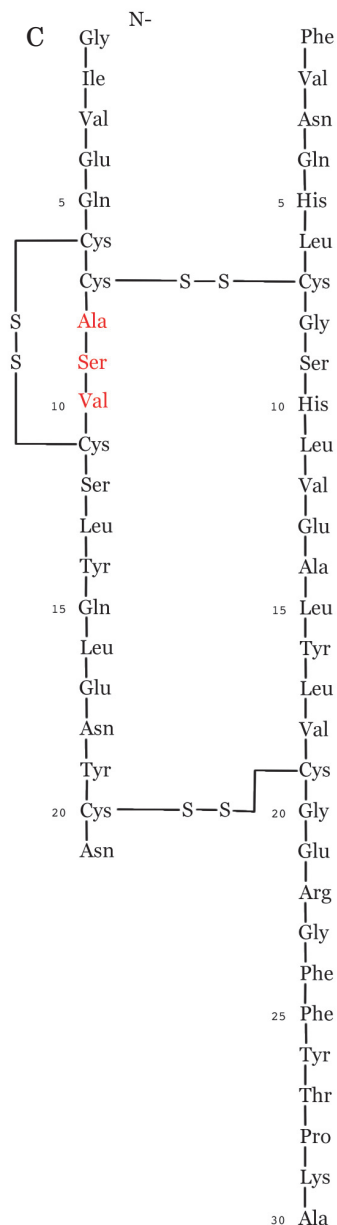 N-
C Gly Phe
Ile Val
Val Asn
Glu Gln
5 Gln 5 His
Cys Leu
Cys S S Cys
S Ala Gly
S Ser Ser
10 Val 10 His
Cys Leu
Ser Val
Leu Glu
Tyr Ala
15 Gln 15 Leu
Leu Tyr
Glu Leu
Asn Val
Tyr Cys
20 Cys S S 20 Gly
Asn Glu
Arg
Gly
Phe
25 Phe
Tyr
Thr
Pro
Lys
30 Ala